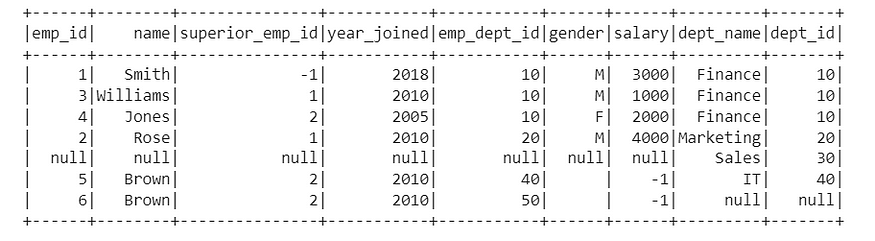 +------+--------+---------------+-----------+-----------+------+------+---------+-------+
|emp_id|    name|superior_emp_id|year_joined|emp_dept_id|gender|salary|dept_name|dept_id|
+------+--------+---------------+-----------+-----------+------+------+---------+-------+
|     1|   Smith|             -1|       2018|         10|     M|  3000|  Finance|     10|
|     3|Williams|              1|       2010|         10|     M|  1000|  Finance|     10|
|     4|   Jones|              2|       2005|         10|     F|  2000|  Finance|     10|
|     2|    Rose|              1|       2010|         20|     M|  4000|Marketing|     20|
|  null|    null|           null|       null|       null|  null|  null|    Sales|     30|
|     5|   Brown|              2|       2010|         40|      |    -1|       IT|     40|
|     6|   Brown|              2|       2010|         50|      |    -1|     null|   null|
+------+--------+---------------+-----------+-----------+------+------+---------+-------+